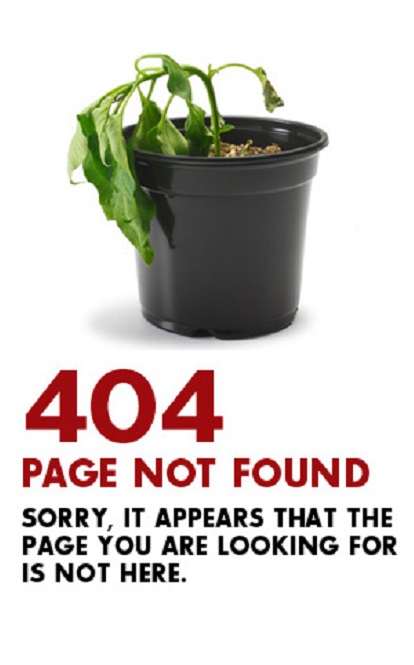 404
PAGE NOT FOUND
SORRY, IT APPEARS THAT THE
PAGE YOU ARE LOOKING FOR
IS NOT HERE.